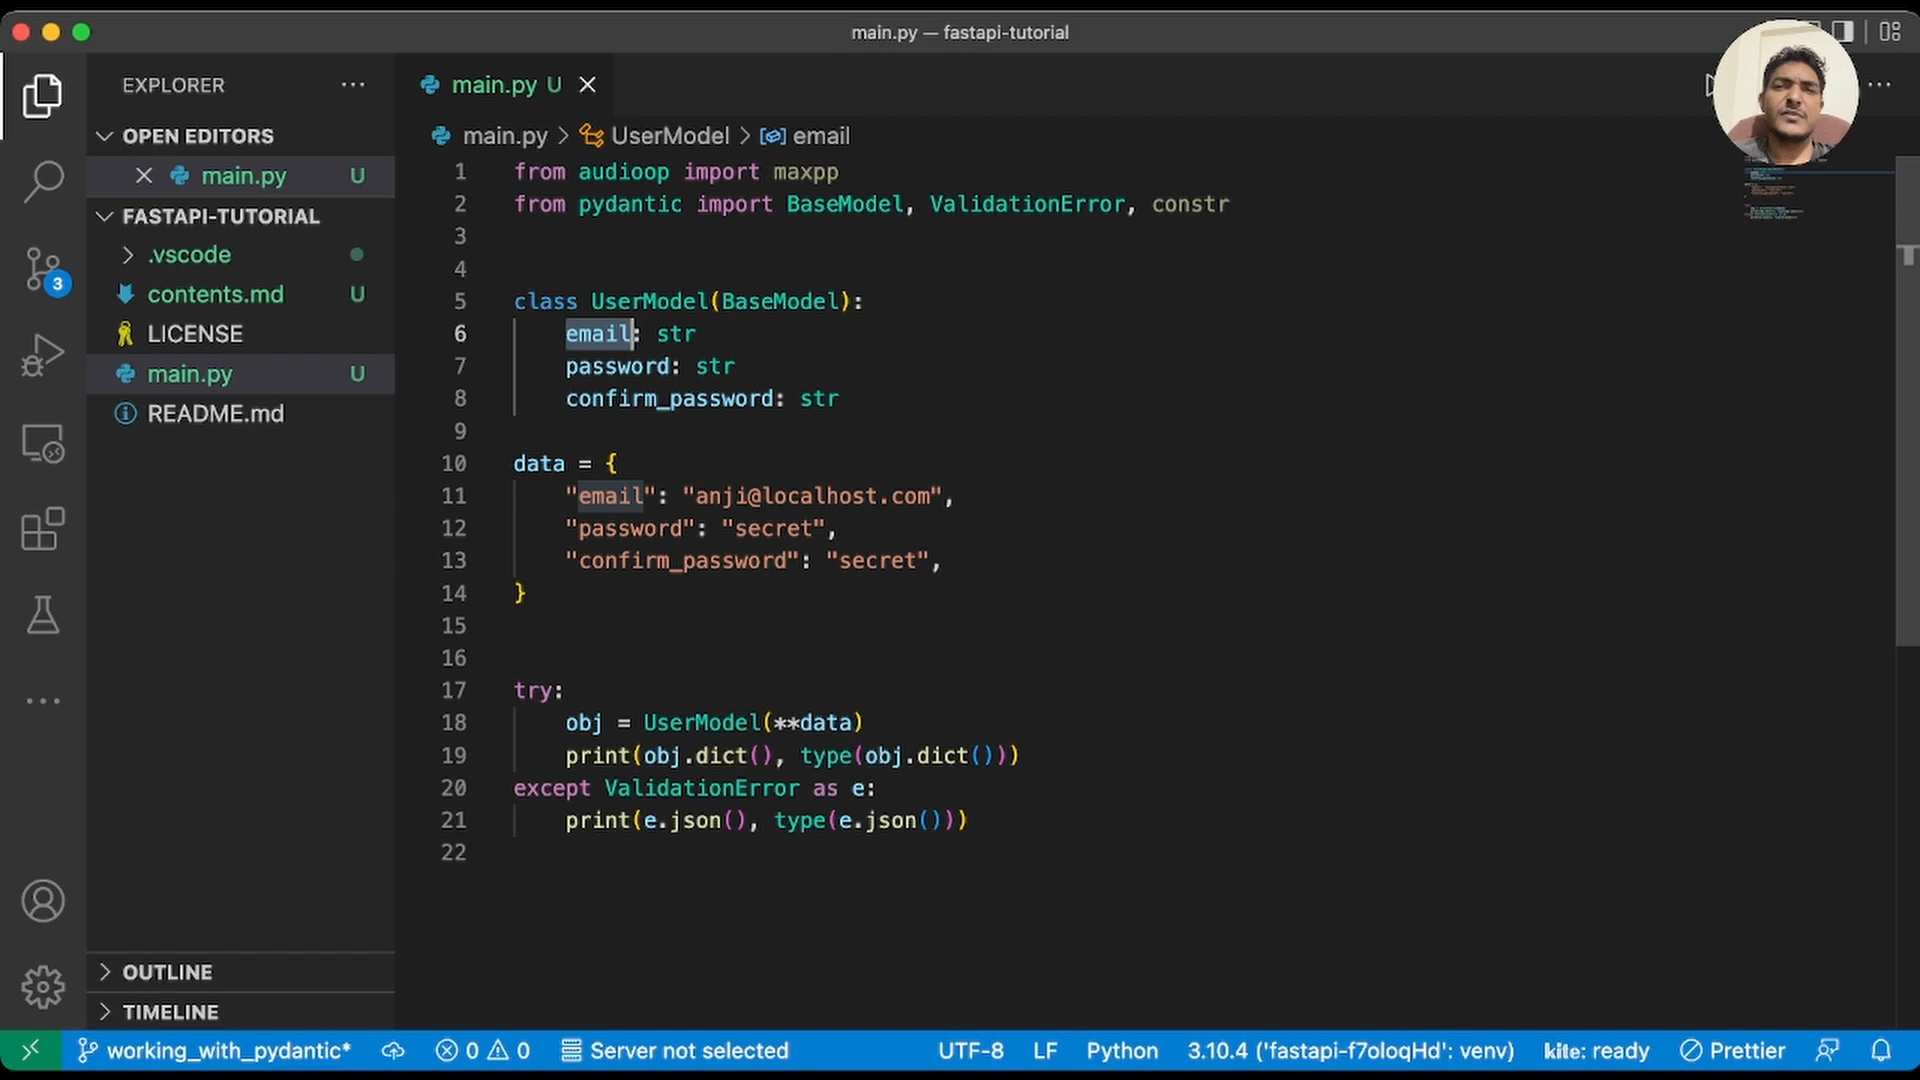 main.py — fastapi-tutorial
EXPLORER
OPEN EDITORS
main.py U
FASTAPI-TUTORIAL
.vscode
contents.md U
LICENSE
main.py U
README.md
OUTLINE
TIMELINE
3
main.py U
main.py > UserModel > email
1 from audioop import maxpp
2 from pydantic import BaseModel, ValidationError, constr
3
4
5 class UserModel(BaseModel):
6     email: str
7     password: str
8     confirm_password: str
9
10 data = {
11     "email": "anji@localhost.com",
12     "password": "secret",
13     "confirm_password": "secret",
14 }
15
16
17 try:
18     obj = UserModel(**data)
19     print(obj.dict(), type(obj.dict()))
20 except ValidationError as e:
21     print(e.json(), type(e.json()))
22
working_with_pydantic* 0 0 Server not selected UTF-8 LF Python 3.10.4 ('fastapi-f7oloqHd': venv) kite: ready Prettier